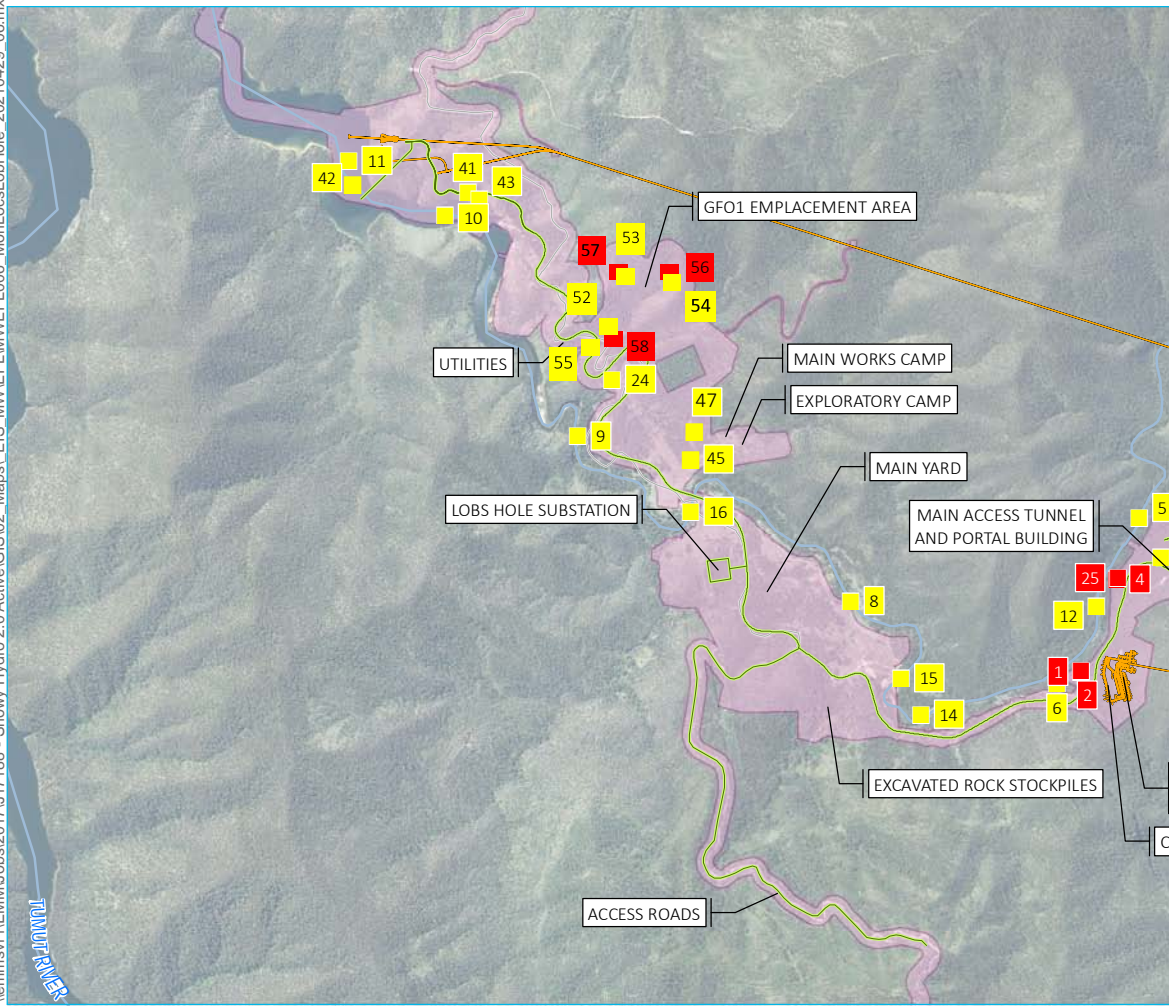 11
41
42
43
10
GFO1 EMPLACEMENT AREA
53
57
56
52
54
58
UTILITIES
55
MAIN WORKS CAMP
24
EXPLORATORY CAMP
47
9
45
MAIN YARD
LOBS HOLE SUBSTATION
16
MAIN ACCESS TUNNEL
AND PORTAL BUILDING
5
25
4
8
12
1
15
2
6
14
EXCAVATED ROCK STOCKPILES
C
ACCESS ROADS
TUMUT RIVER